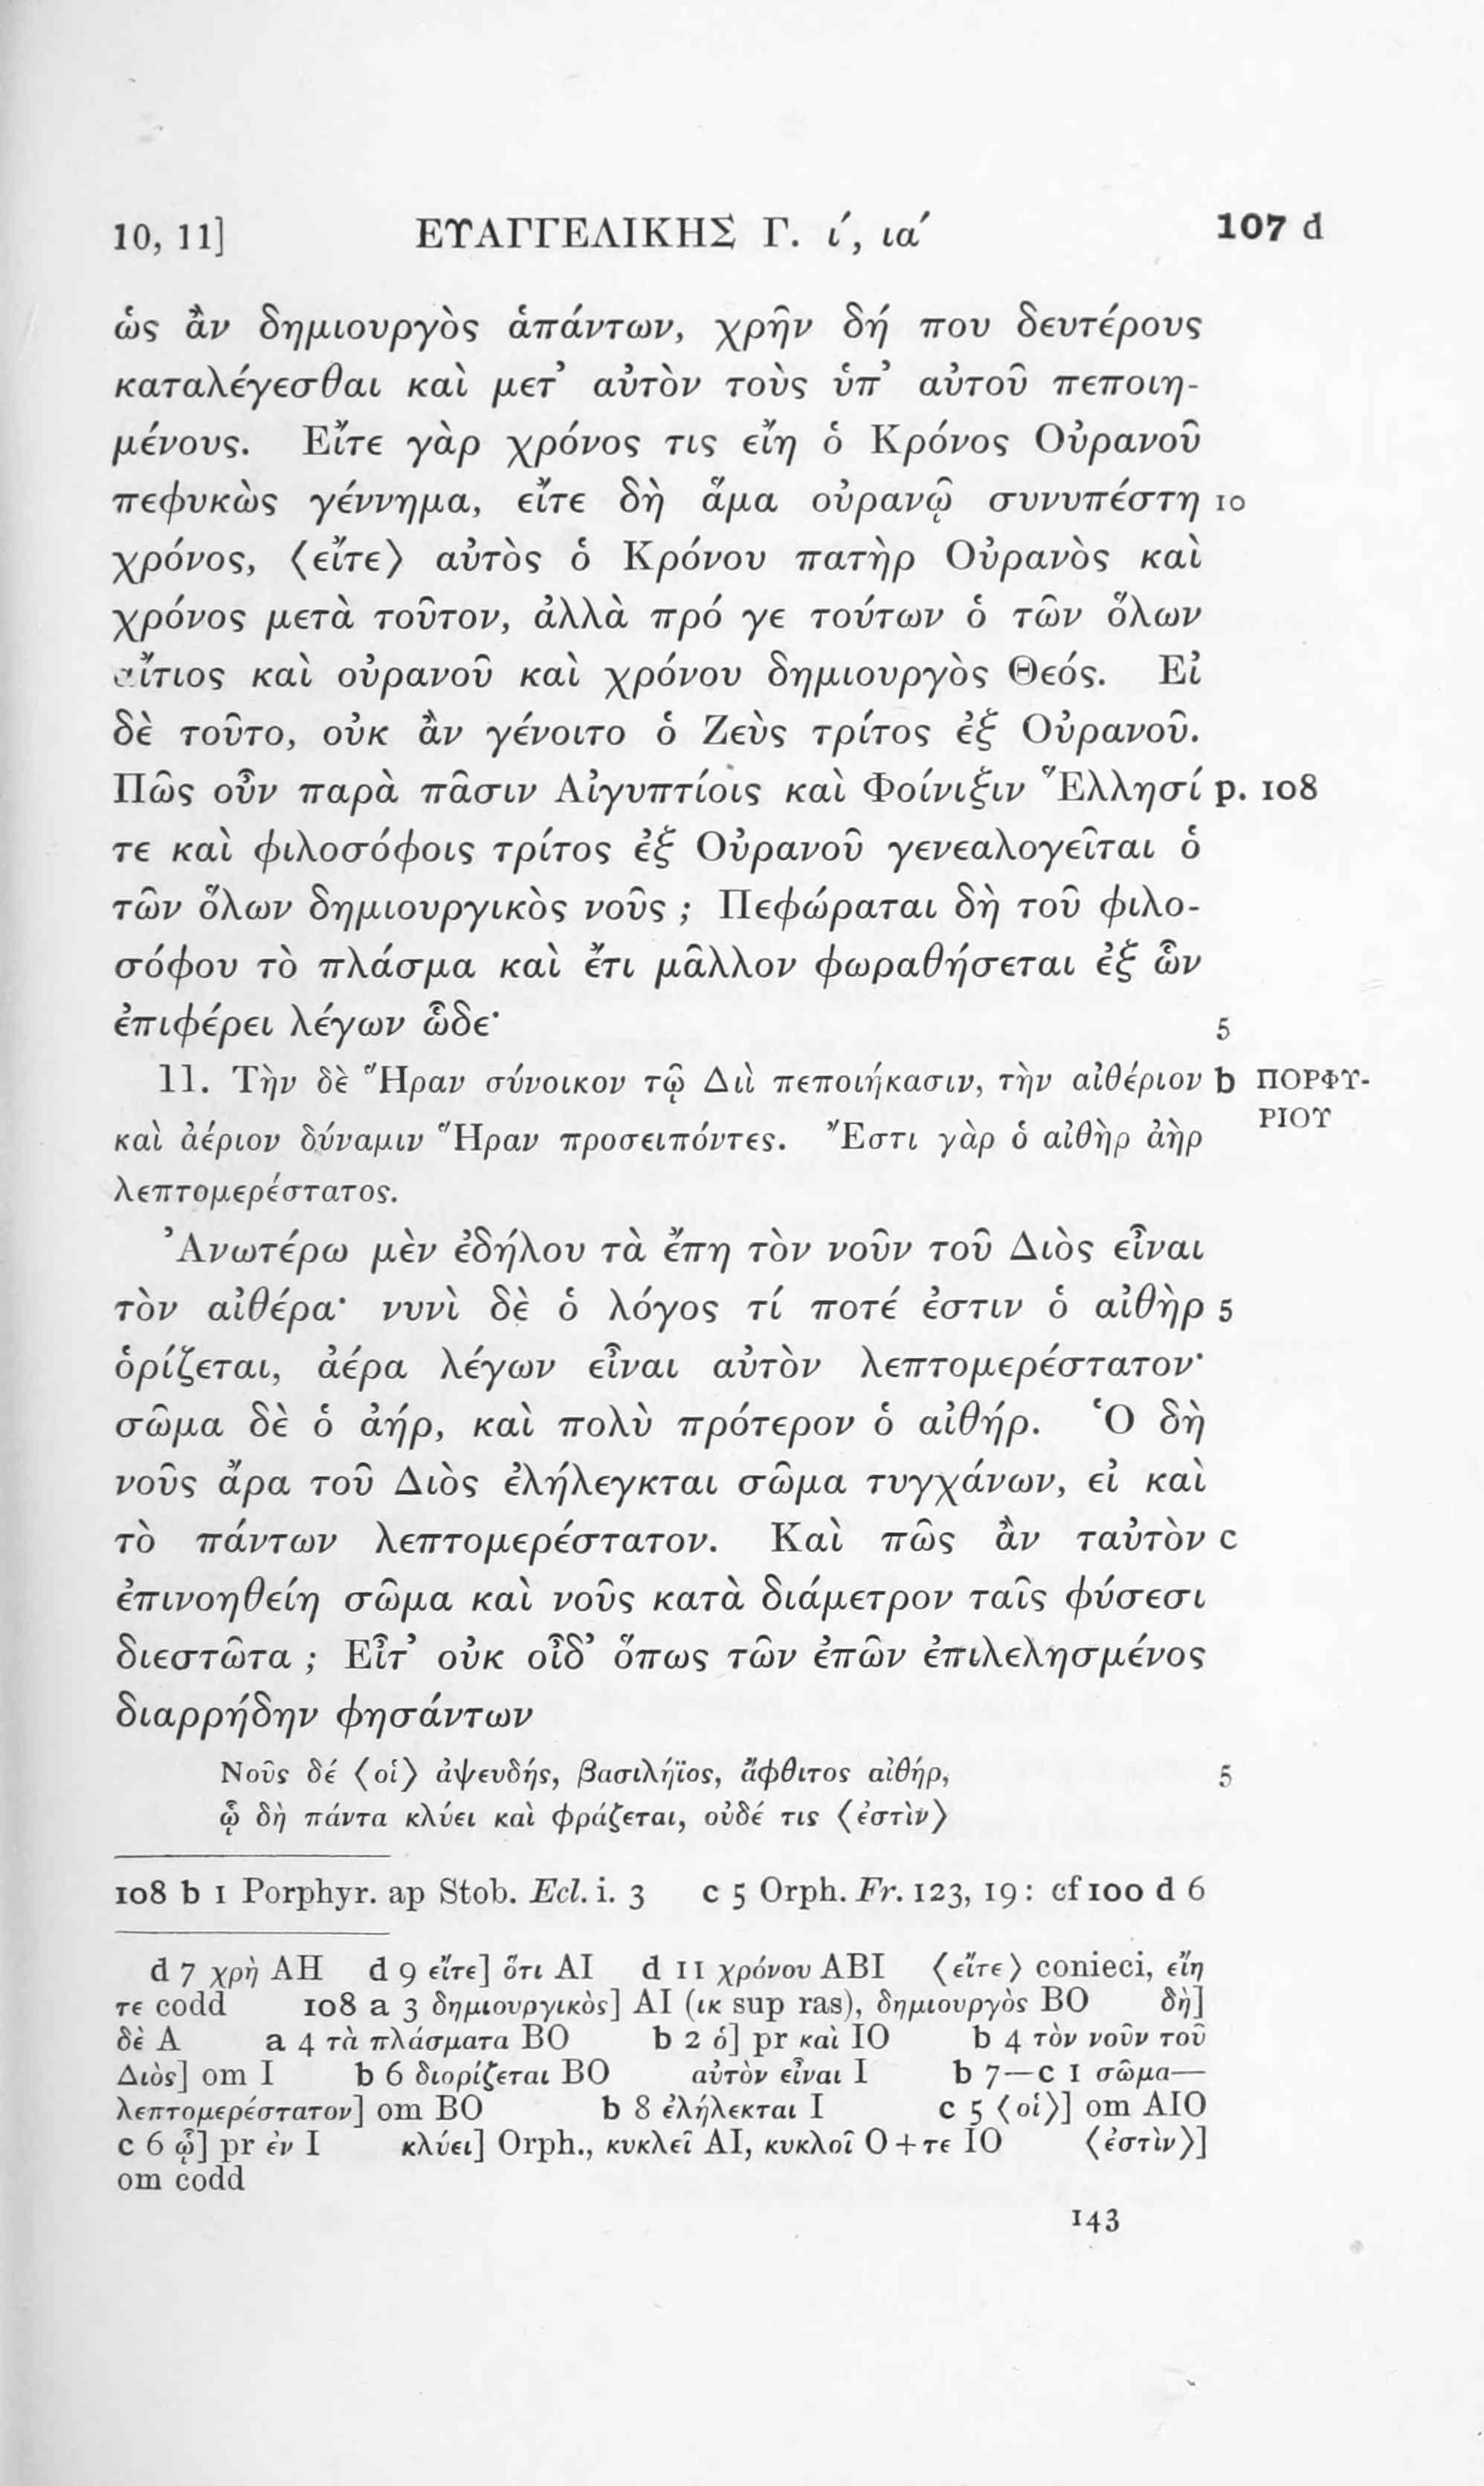 10, 11] ΕΥΑΓΓΕΛΙΚΗΣ Γ. ί, ια΄ 107 d
ὡς ἂν δημιουργὸς ἁπάντων, χρῆν δή που δευτέρους
καταλέγεσθαι καὶ μετ᾽ αὐτὸν τοὺς ὑπ᾽ αὐτοῦ πεποιη-
μένους. Εἴτε γὰρ χρόνος τις εἴη ὁ Κρόνος Οὐρανοῦ
πεφυκὼς γέννημα, εἴτε δὴ ἅμα οὐρανῷ συνυπέστη 10
χρόνος, ⟨εἴτε⟩ αὐτὸς ὁ Κρόνου πατὴρ Οὐρανὸς καὶ
χρόνος μετὰ τοῦτον, ἀλλὰ πρό γε τούτων ὁ τῶν ὅλων
αἴτιος καὶ οὐρανοῦ καὶ χρόνου δημιουργὸς Θεός. Εἰ
δὲ τοῦτο, οὐκ ἂν γένοιτο ὁ Ζεὺς τρίτος ἐξ Οὐρανοῦ.
Πῶς οὖν παρὰ πᾶσιν Αἰγυπτίοις καὶ Φοίνιξιν Ἕλλησί p. 108
τε καὶ φιλοσόφοις τρίτος ἐξ Οὐρανοῦ γενεαλογεῖται ὁ
τῶν ὅλων δημιουργικὸς νοῦς ; Πεφώραται δὴ τοῦ φιλο-
σόφου τὸ πλάσμα καὶ ἔτι μᾶλλον φωραθήσεται ἐξ ὧν
ἐπιφέρει λέγων ὧδε· 5
11. Τὴν δὲ Ἥραν σύνοικον τῷ Διὶ πεποιήκασιν, τὴν αἰθέριον b ΠΟΡΦΥ-
καὶ ἀέριον δύναμιν Ἥραν προσειπόντες. Ἔστι γὰρ ὁ αἰθὴρ ἀὴρ ΡΙΟΥ
λεπτομερέστατος.
Ἀνωτέρω μὲν ἐδήλου τὰ ἔπη τὸν νοῦν τοῦ Διὸς εἶναι
τὸν αἰθέρα· νυνὶ δὲ ὁ λόγος τί ποτέ ἐστιν ὁ αἰθὴρ 5
ὁρίζεται, ἀέρα λέγων εἶναι αὐτὸν λεπτομερέστατον·
σῶμα δὲ ὁ ἀήρ, καὶ πολὺ πρότερον ὁ αἰθήρ. Ὁ δὴ
νοῦς ἄρα τοῦ Διὸς ἐλήλεγκται σῶμα τυγχάνων, εἰ καὶ
τὸ πάντων λεπτομερέστατον. Καὶ πῶς ἂν ταὐτὸν c
ἐπινοηθείη σῶμα καὶ νοῦς κατὰ διάμετρον ταῖς φύσεσι
διεστῶτα ; Εἶτ᾽ οὐκ οἶδ᾽ ὅπως τῶν ἐπῶν ἐπιλελησμένος
διαρρήδην φησάντων
Νοῦς δέ ⟨οἱ⟩ ἀψευδής, βασιλήϊος, ἄφθιτος αἰθήρ, 5
ᾧ δὴ πάντα κλύει καὶ φράζεται, οὐδέ τις ⟨ἐστὶν⟩
108 b 1 Porphyr. ap Stob. Ecl. i. 3 c 5 Orph. Fr. 123, 19 : cf 100 d 6
d 7 χρὴ AH d 9 εἴτε] ὅτι AI d 11 χρόνου ABI ⟨εἴτε⟩ conieci, εἴη
τε codd 108 a 3 δημιουργικὸς] AI (ικ sup ras), δημιουργὸς BO δὴ]
δὲ A a 4 τὰ πλάσματα BO b 2 ὁ] pr καὶ IO b 4 τὸν νοῦν τοῦ
Διὸς] om I b 6 διορίζεται BO αὐτὸν εἶναι I b 7—c 1 σῶμα—
λεπτομερέστατον] om BO b 8 ἐλήλεκται I c 5 ⟨οἱ⟩] om AIO
c 6 ᾧ] pr ἐν I κλύει] Orph., κυκλεῖ AI, κυκλοῖ O + τε IO ⟨ἐστὶν⟩]
om codd
143